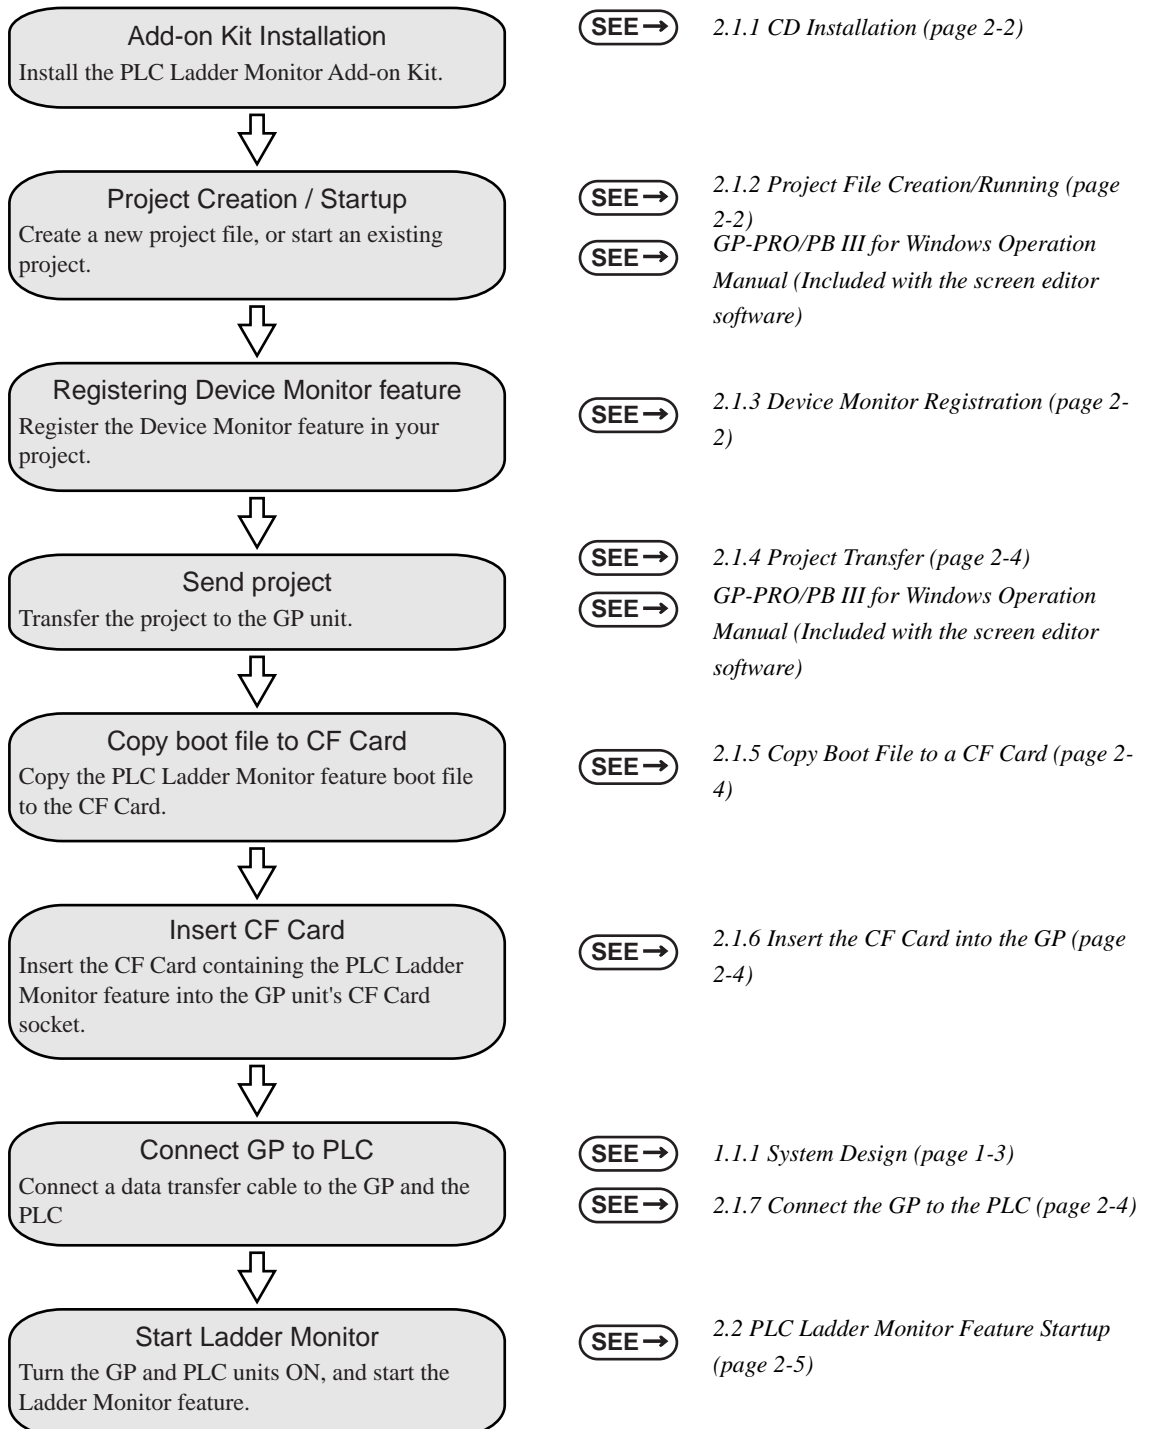 Add-on Kit Installation
Install the PLC Ladder Monitor Add-on Kit.
SEE→
2.1.1 CD Installation (page 2-2)
Project Creation / Startup
Create a new project file, or start an existing
project.
SEE→
2.1.2 Project File Creation/Running (page
2-2)
SEE→
GP-PRO/PB III for Windows Operation
Manual (Included with the screen editor
software)
Registering Device Monitor feature
Register the Device Monitor feature in your
project.
SEE→
2.1.3 Device Monitor Registration (page 2-
2)
Send project
Transfer the project to the GP unit.
SEE→
2.1.4 Project Transfer (page 2-4)
SEE→
GP-PRO/PB III for Windows Operation
Manual (Included with the screen editor
software)
Copy boot file to CF Card
Copy the PLC Ladder Monitor feature boot file
to the CF Card.
SEE→
2.1.5 Copy Boot File to a CF Card (page 2-
4)
Insert CF Card
Insert the CF Card containing the PLC Ladder
Monitor feature into the GP unit's CF Card
socket.
SEE→
2.1.6 Insert the CF Card into the GP (page
2-4)
Connect GP to PLC
Connect a data transfer cable to the GP and the
PLC
SEE→
1.1.1 System Design (page 1-3)
SEE→
2.1.7 Connect the GP to the PLC (page 2-4)
Start Ladder Monitor
Turn the GP and PLC units ON, and start the
Ladder Monitor feature.
SEE→
2.2 PLC Ladder Monitor Feature Startup
(page 2-5)